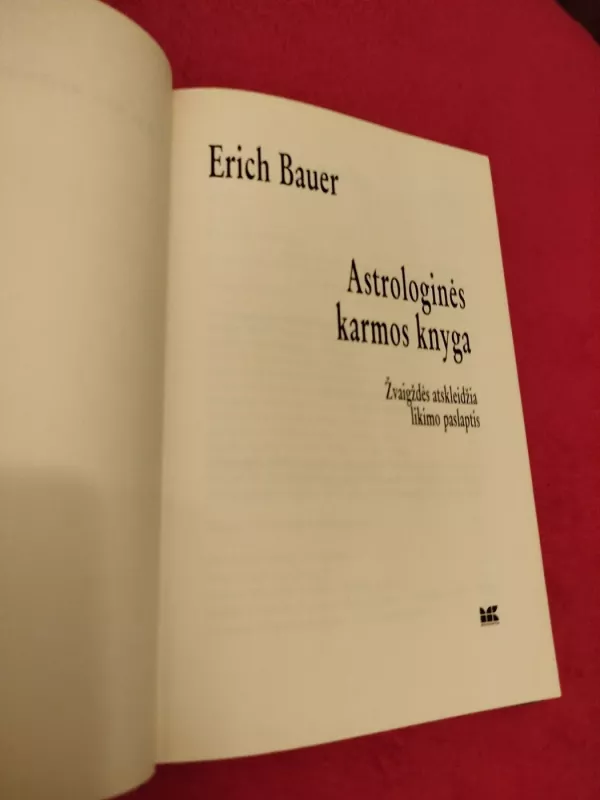 Erich Bauer
Astrologinės
karmos knyga
Žvaigždės atskleidžia
likimo paslaptis